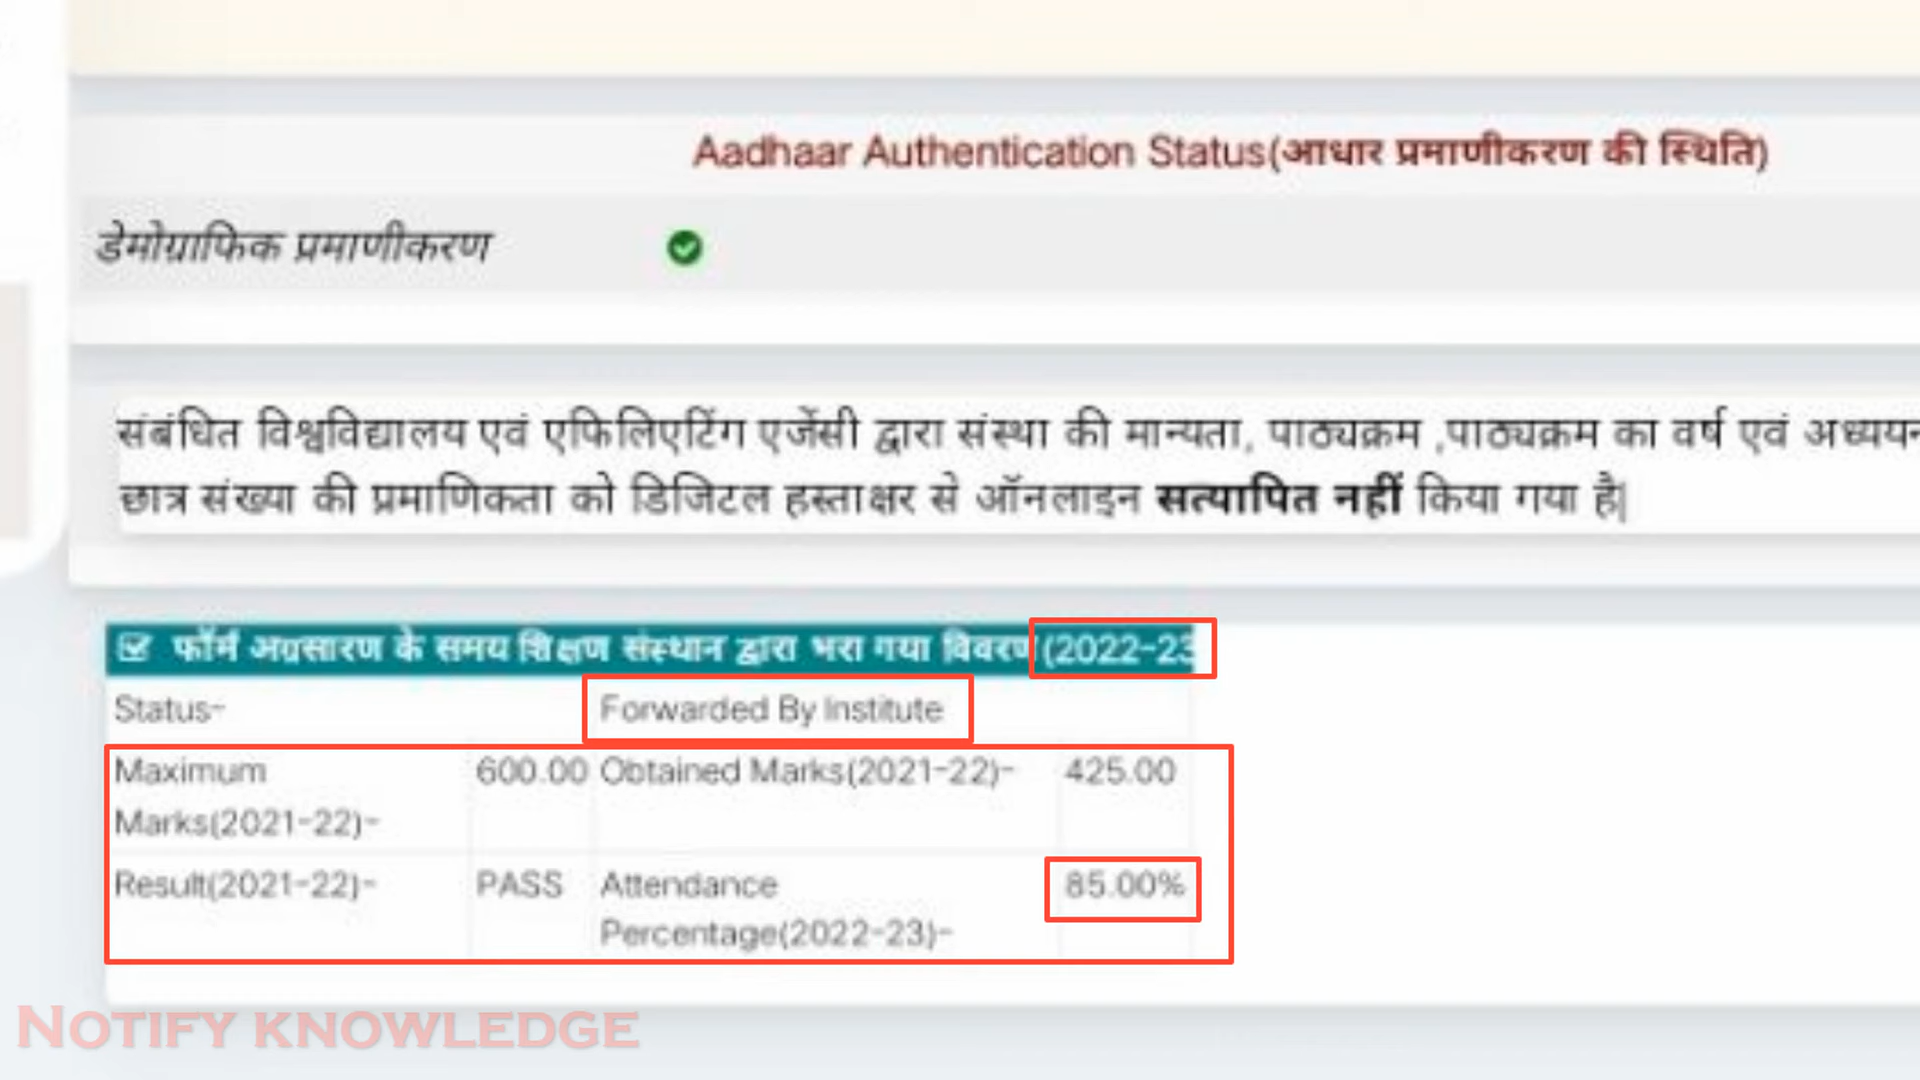 Aadhaar Authentication Status(आधार प्रमाणीकरण की स्थिति)
डेमोग्राफिक प्रमाणीकरण
संबंधित विश्वविद्यालय एवं एफिलिएटिंग एजेंसी द्वारा संस्था की मान्यता, पाठ्यक्रम ,पाठ्यक्रम का वर्ष एवं अध्ययन
छात्र संख्या की प्रमाणिकता को डिजिटल हस्ताक्षर से ऑनलाइन सत्यापित नहीं किया गया है|
फॉर्म अग्रसारण के समय शिक्षण संस्थान द्वारा भरा गया विवरण (2022-23
Status- Forwarded By Institute
Maximum 600.00 Obtained Marks(2021-22)- 425.00
Marks(2021-22)-
Result(2021-22)- PASS Attendance 85.00%
Percentage(2022-23)-
NOTIFY KNOWLEDGE